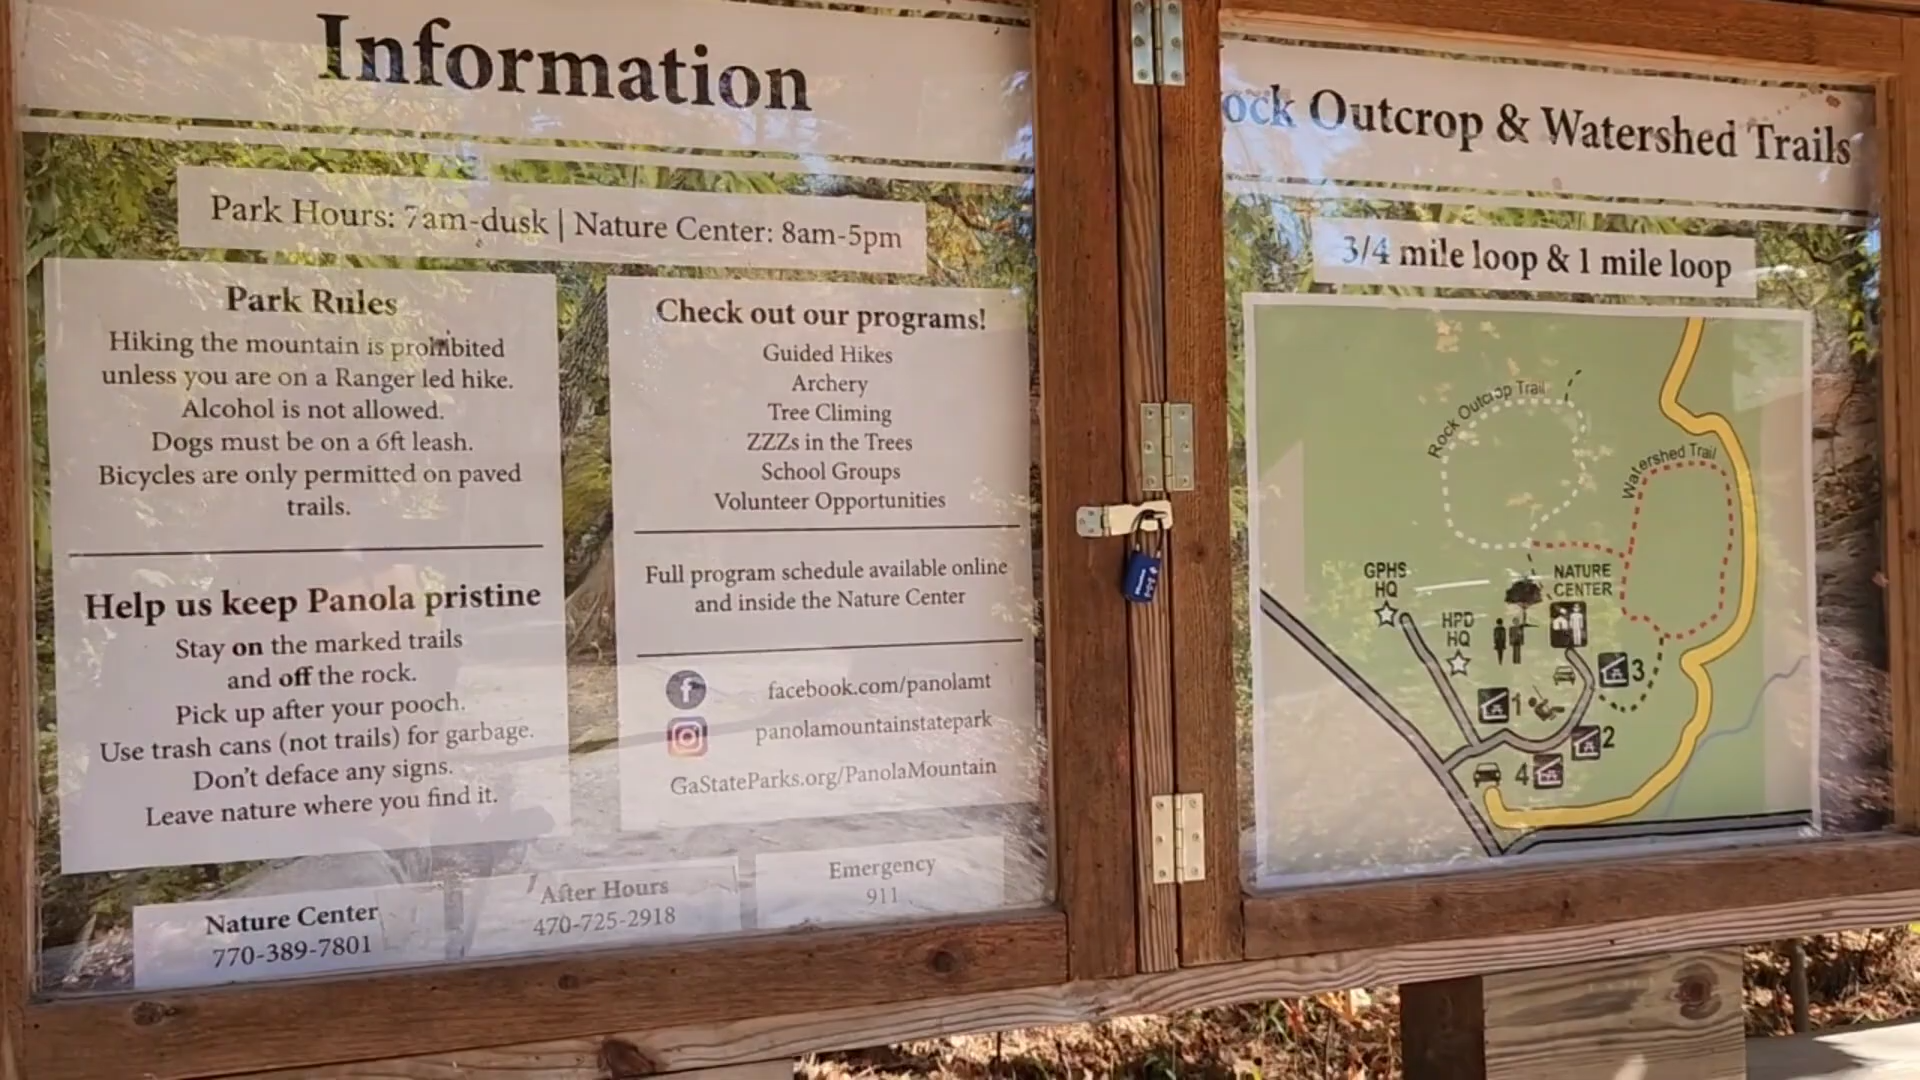 Information
Park Hours: 7am-dusk | Nature Center: 8am-5pm
Park Rules
Hiking the mountain is prohibited
unless you are on a Ranger led hike.
Alcohol is not allowed.
Dogs must be on a 6ft leash.
Bicycles are only permitted on paved
trails.
Help us keep Panola pristine
Stay on the marked trails
and off the rock.
Pick up after your pooch.
Use trash cans (not trails) for garbage.
Don't deface any signs.
Leave nature where you find it.
Check out our programs!
Guided Hikes
Archery
Tree Climing
ZZZs in the Trees
School Groups
Volunteer Opportunities
Full program schedule available online
and inside the Nature Center
facebook.com/panolamt
panolamountainstatepark
GaStateParks.org/PanolaMountain
Nature Center
770-389-7801
After Hours
470-725-2918
Emergency
911
ock Outcrop & Watershed Trails
3/4 mile loop & 1 mile loop
Rock Outcrop Trail
Watershed Trail
GPHS
HQ
HPD
HQ
NATURE
CENTER
3
1
2
4